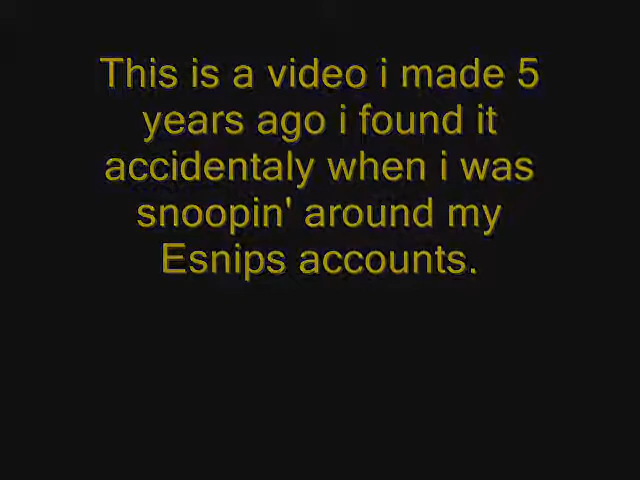 This is a video i made 5
years ago i found it
accidentaly when i was
snoopin' around my
Esnips accounts.